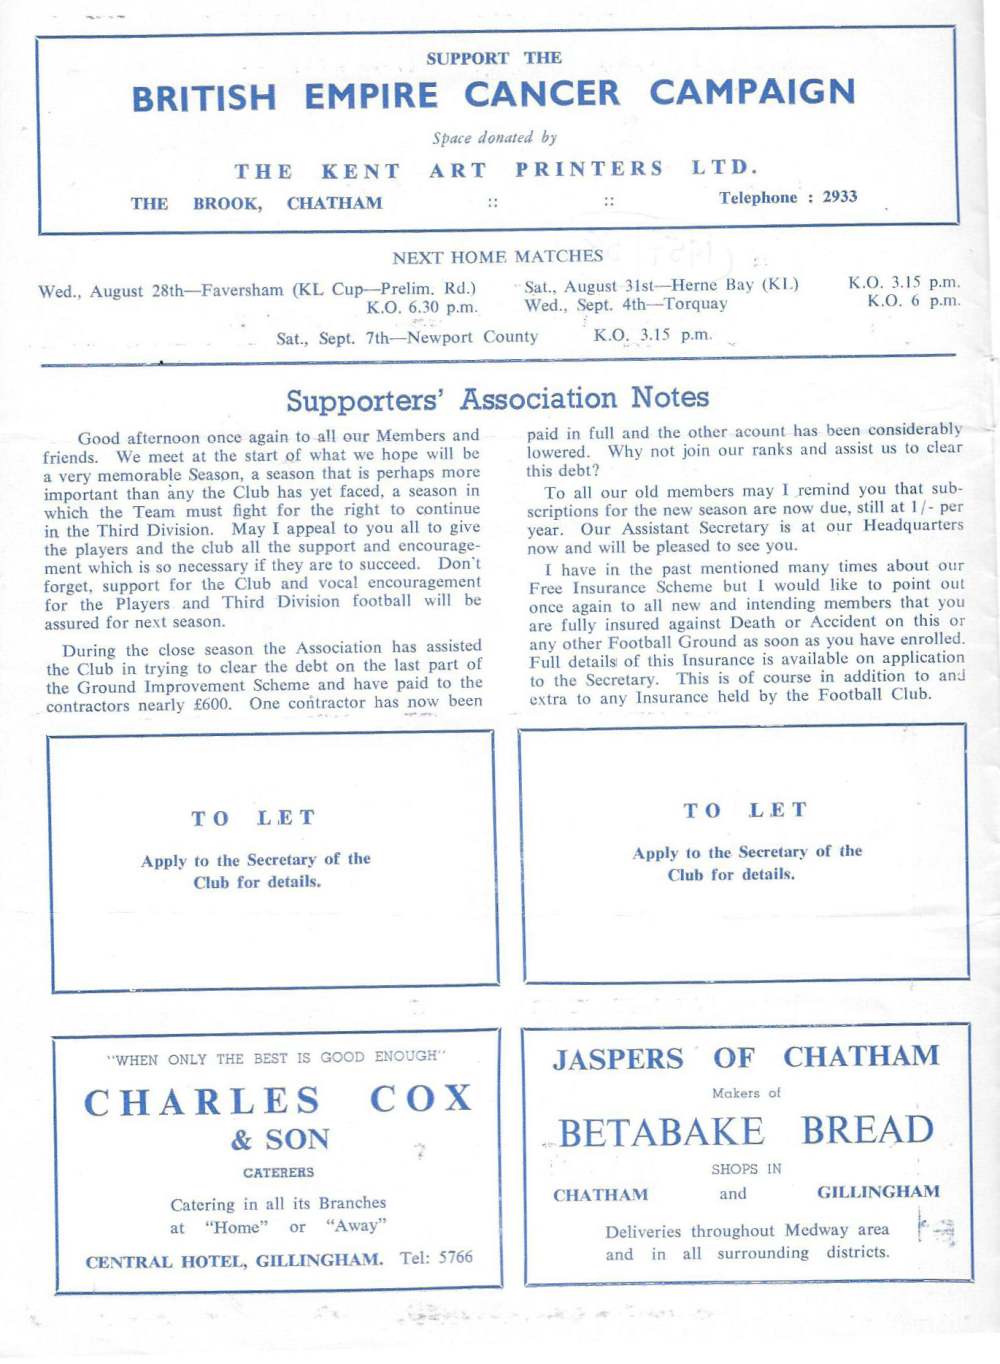 SUPPORT THE
BRITISH EMPIRE CANCER CAMPAIGN
Space donated by
THE KENT ART PRINTERS LTD.
THE BROOK, CHATHAM :: :: Telephone : 2933
NEXT HOME MATCHES
Wed., August 28th—Faversham (KL Cup—Prelim. Rd.)
K.O. 6.30 p.m.
Sat., August 31st—Herne Bay (KL) K.O. 3.15 p.m.
Wed., Sept. 4th—Torquay K.O. 6 p.m.
Sat., Sept. 7th—Newport County K.O. 3.15 p.m.
Supporters' Association Notes
Good afternoon once again to all our Members and
friends. We meet at the start of what we hope will be
a very memorable Season, a season that is perhaps more
important than any the Club has yet faced, a season in
which the Team must fight for the right to continue
in the Third Division. May I appeal to you all to give
the players and the club all the support and encourage-
ment which is so necessary if they are to succeed. Don't
forget, support for the Club and vocal encouragement
for the Players and Third Division football will be
assured for next season.
During the close season the Association has assisted
the Club in trying to clear the debt on the last part of
the Ground Improvement Scheme and have paid to the
contractors nearly £600. One contractor has now been
paid in full and the other acount has been considerably
lowered. Why not join our ranks and assist us to clear
this debt?
To all our old members may I remind you that sub-
scriptions for the new season are now due, still at 1/- per
year. Our Assistant Secretary is at our Headquarters
now and will be pleased to see you.
I have in the past mentioned many times about our
Free Insurance Scheme but I would like to point out
once again to all new and intending members that you
are fully insured against Death or Accident on this or
any other Football Ground as soon as you have enrolled.
Full details of this Insurance is available on application
to the Secretary. This is of course in addition to and
extra to any Insurance held by the Football Club.
TO LET
Apply to the Secretary of the
Club for details.
TO LET
Apply to the Secretary of the
Club for details.
"WHEN ONLY THE BEST IS GOOD ENOUGH"
CHARLES COX
& SON
CATERERS
Catering in all its Branches
at "Home" or "Away"
CENTRAL HOTEL, GILLINGHAM. Tel: 5766
JASPERS OF CHATHAM
Makers of
BETABAKE BREAD
SHOPS IN
CHATHAM and GILLINGHAM
Deliveries throughout Medway area
and in all surrounding districts.